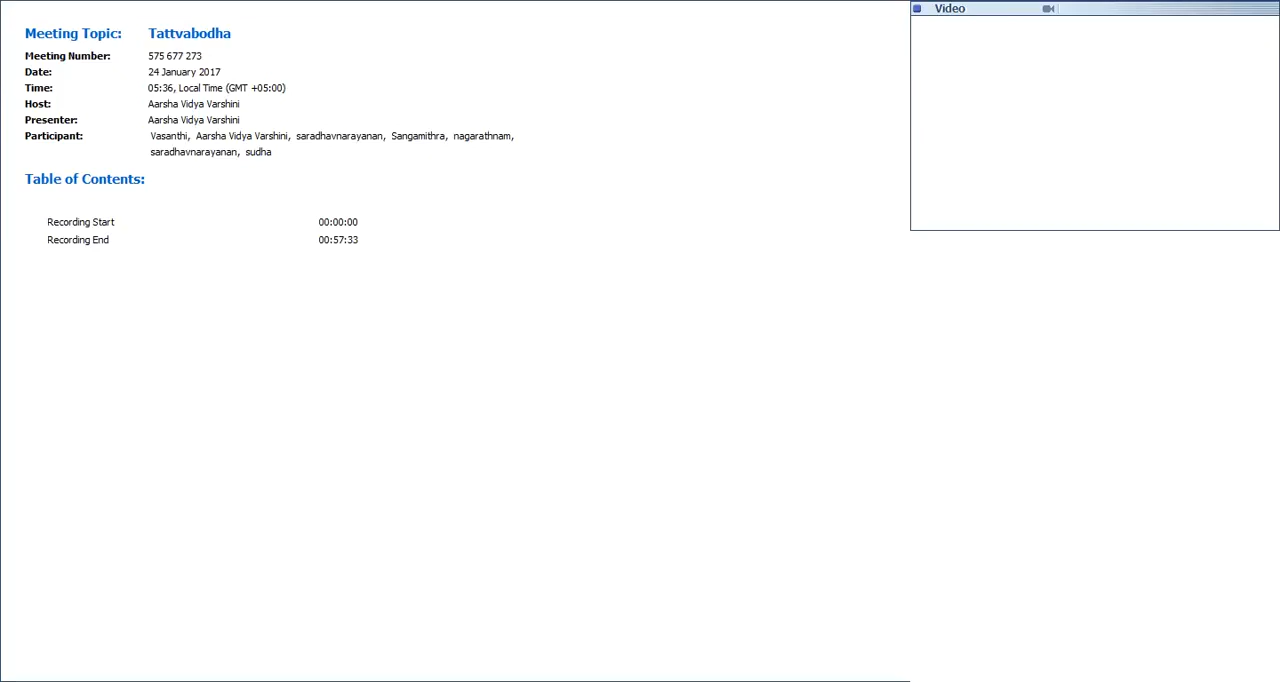 Video
Meeting Topic: Tattvabodha
Meeting Number: 575 677 273
Date: 24 January 2017
Time: 05:36, Local Time (GMT +05:00)
Host: Aarsha Vidya Varshini
Presenter: Aarsha Vidya Varshini
Participant: Vasanthi, Aarsha Vidya Varshini, saradhavnarayanan, Sangamithra, nagarathnam,
saradhavnarayanan, sudha
Table of Contents:
Recording Start 00:00:00
Recording End 00:57:33